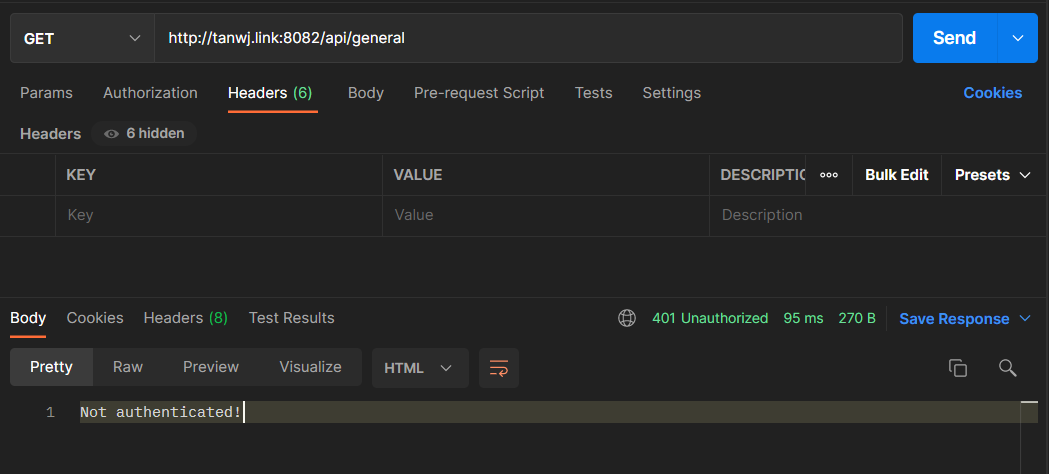 GET http://tanwj.link:8082/api/general Send
Params Authorization Headers (6) Body Pre-request Script Tests Settings Cookies
Headers 6 hidden
KEY VALUE DESCRIPTIC ooo Bulk Edit Presets
Key Value Description
Body Cookies Headers (8) Test Results 401 Unauthorized 95 ms 270 B Save Response
Pretty Raw Preview Visualize HTML
1 Not authenticated!